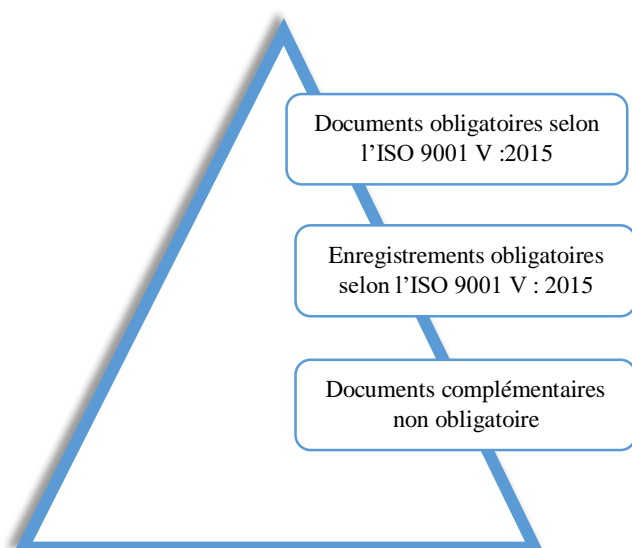 Documents obligatoires selon
l’ISO 9001 V :2015
Enregistrements obligatoires
selon l’ISO 9001 V : 2015
Documents complémentaires
non obligatoire